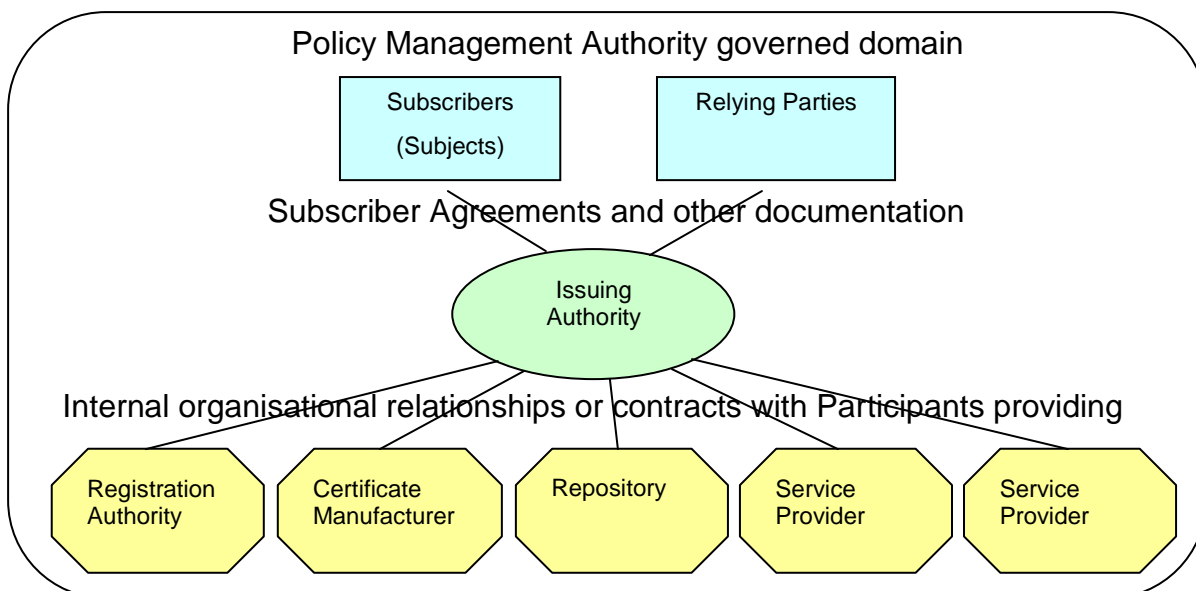 Policy Management Authority governed domain
Subscribers
(Subjects)
Relying Parties
Subscriber Agreements and other documentation
Issuing
Authority
Internal organisational relationships or contracts with Participants providing
Registration
Authority
Certificate
Manufacturer
Repository
Service
Provider
Service
Provider